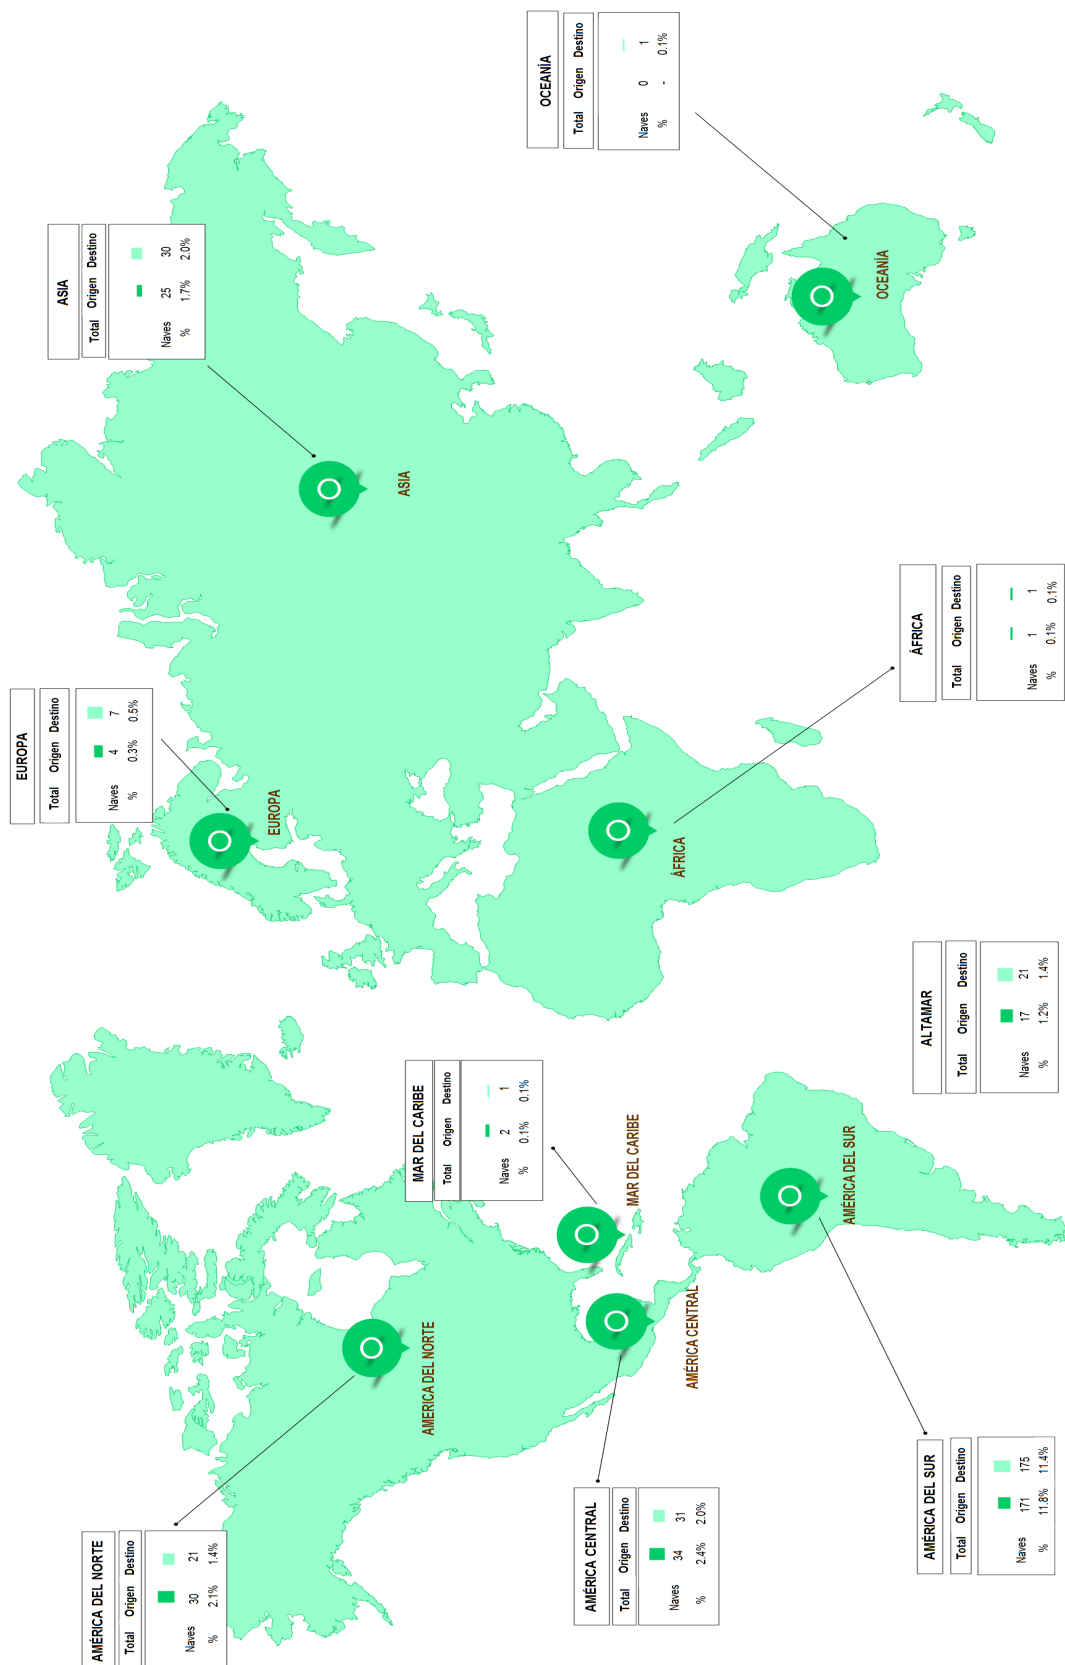 AMÉRICA DEL NORTE
Total Origen Destino
Naves 30 21
% 2.1% 1.4%
AMÉRICA DEL NORTE
EUROPA
Total Origen Destino
Naves 4 7
% 0.3% 0.5%
EUROPA
ASIA
Total Origen Destino
Naves 25 30
% 1.7% 2.0%
ASIA
OCEANÍA
Total Origen Destino
Naves 0 1
% - 0.1%
OCEANÍA
MAR DEL CARIBE
Total Origen Destino
Naves 2 1
% 0.1% 0.1%
MAR DEL CARIBE
AMÉRICA CENTRAL
Total Origen Destino
Naves 34 31
% 2.4% 2.0%
AMÉRICA CENTRAL
ÁFRICA
ÁFRICA
Total Origen Destino
Naves 1 1
% 0.1% 0.1%
AMÉRICA DEL SUR
AMÉRICA DEL SUR
Total Origen Destino
Naves 171 175
% 11.8% 11.4%
ALTAMAR
Total Origen Destino
Naves 17 21
% 1.2% 1.4%